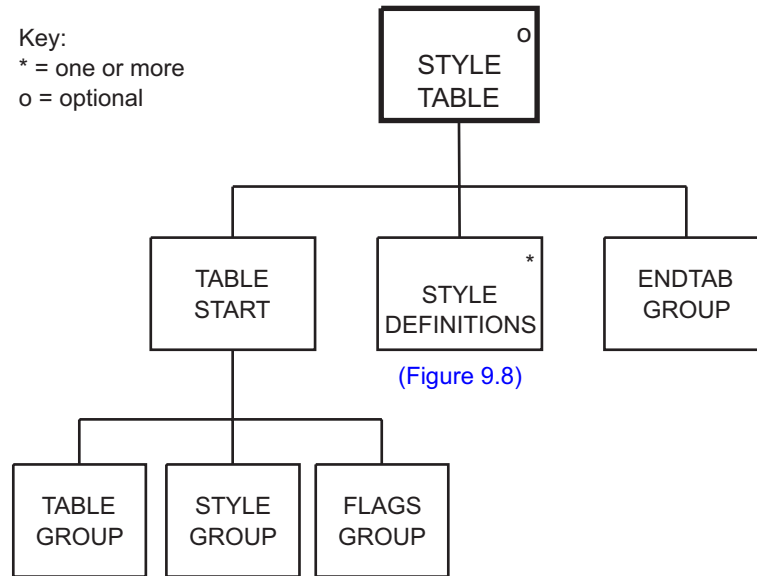 Key:
* = one or more
o = optional
o
STYLE
TABLE
TABLE
START
*
STYLE
DEFINITIONS
ENDTAB
GROUP
(Figure 9.8)
TABLE
GROUP
STYLE
GROUP
FLAGS
GROUP